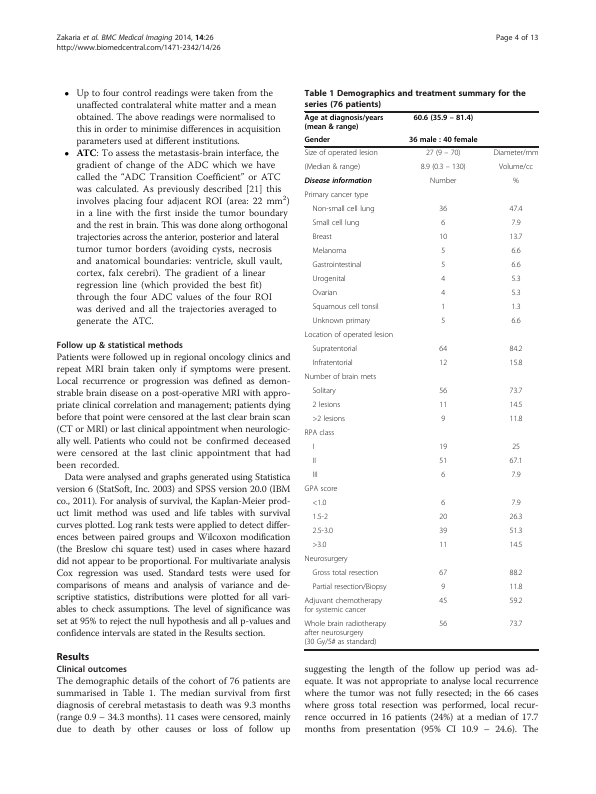 Zakaria et al. BMC Medical Imaging 2014, 14:26
http://www.biomedcentral.com/1471-2342/14/26
Page 4 of 13
• Up to four control readings were taken from the
unaffected contralateral white matter and a mean
obtained. The above readings were normalised to
this in order to minimise differences in acquisition
parameters used at different institutions.
• ATC: To assess the metastasis-brain interface, the
gradient of change of the ADC which we have
called the “ADC Transition Coefficient” or ATC
was calculated. As previously described [21] this
involves placing four adjacent ROI (area: 22 mm²)
in a line with the first inside the tumor boundary
and the rest in brain. This was done along orthogonal
trajectories across the anterior, posterior and lateral
tumor tumor borders (avoiding cysts, necrosis
and anatomical boundaries: ventricle, skull vault,
cortex, falx cerebri). The gradient of a linear
regression line (which provided the best fit)
through the four ADC values of the four ROI
was derived and all the trajectories averaged to
generate the ATC.
Follow up & statistical methods
Patients were followed up in regional oncology clinics and
repeat MRI brain taken only if symptoms were present.
Local recurrence or progression was defined as demon-
strable brain disease on a post-operative MRI with appro-
priate clinical correlation and management; patients dying
before that point were censored at the last clear brain scan
(CT or MRI) or last clinical appointment when neurologic-
ally well. Patients who could not be confirmed deceased
were censored at the last clinic appointment that had
been recorded.
Data were analysed and graphs generated using Statistica
version 6 (StatSoft, Inc. 2003) and SPSS version 20.0 (IBM
co., 2011). For analysis of survival, the Kaplan-Meier prod-
uct limit method was used and life tables with survival
curves plotted. Log rank tests were applied to detect differ-
ences between paired groups and Wilcoxon modification
(the Breslow chi square test) used in cases where hazard
did not appear to be proportional. For multivariate analysis
Cox regression was used. Standard tests were used for
comparisons of means and analysis of variance and de-
scriptive statistics, distributions were plotted for all vari-
ables to check assumptions. The level of significance was
set at 95% to reject the null hypothesis and all p-values and
confidence intervals are stated in the Results section.
Results
Clinical outcomes
The demographic details of the cohort of 76 patients are
summarised in Table 1. The median survival from first
diagnosis of cerebral metastasis to death was 9.3 months
(range 0.9 – 34.3 months). 11 cases were censored, mainly
due to death by other causes or loss of follow up
Table 1 Demographics and treatment summary for the
series (76 patients)
Age at diagnosis/years 60.6 (35.9 – 81.4)
(mean & range)
Gender 36 male : 40 female
Size of operated lesion 27 (9 – 70) Diameter/mm
(Median & range) 8.9 (0.3 – 130) Volume/cc
Disease information Number %
Primary cancer type
Non-small cell lung 36 47.4
Small cell lung 6 7.9
Breast 10 13.7
Melanoma 5 6.6
Gastrointestinal 5 6.6
Urogenital 4 5.3
Ovarian 4 5.3
Squamous cell tonsil 1 1.3
Unknown primary 5 6.6
Location of operated lesion
Supratentorial 64 84.2
Infratentorial 12 15.8
Number of brain mets
Solitary 56 73.7
2 lesions 11 14.5
>2 lesions 9 11.8
RPA class
I 19 25
II 51 67.1
III 6 7.9
GPA score
<1.0 6 7.9
1.5-2 20 26.3
2.5-3.0 39 51.3
>3.0 11 14.5
Neurosurgery
Gross total resection 67 88.2
Partial resection/Biopsy 9 11.8
Adjuvant chemotherapy 45 59.2
for systemic cancer
Whole brain radiotherapy 56 73.7
after neurosurgery
(30 Gy/5# as standard)
suggesting the length of the follow up period was ad-
equate. It was not appropriate to analyse local recurrence
where the tumor was not fully resected; in the 66 cases
where gross total resection was performed, local recur-
rence occurred in 16 patients (24%) at a median of 17.7
months from presentation (95% CI 10.9 – 24.6). The